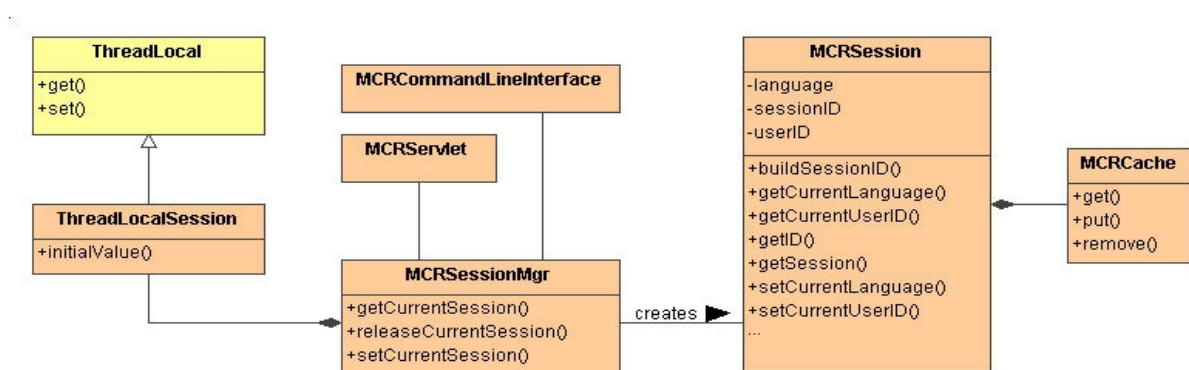 ThreadLocal
+get()
+set()
ThreadLocalSession
+initialValue()
MCRCommandLineInterface
MCRServlet
MCRSessionMgr
+getCurrentSession()
+releaseCurrentSession()
+setCurrentSession()
creates
MCRSession
-language
-sessionID
-userID
+buildSessionID()
+getCurrentLanguage()
+getCurrentUserID()
+getID()
+getSession()
+setCurrentLanguage()
+setCurrentUserID()
...
MCRCache
+get()
+put()
+remove()